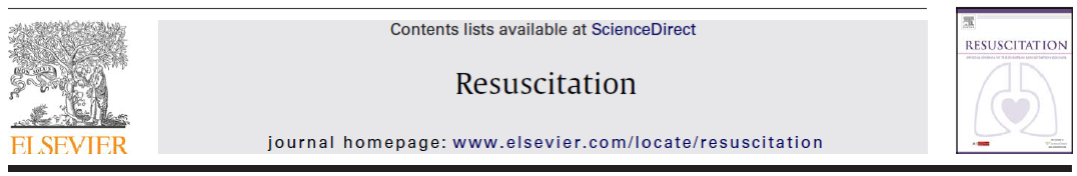 Contents lists available at ScienceDirect
Resuscitation
journal homepage: www.elsevier.com/locate/resuscitation
ELSEVIER
RESUSCITATION